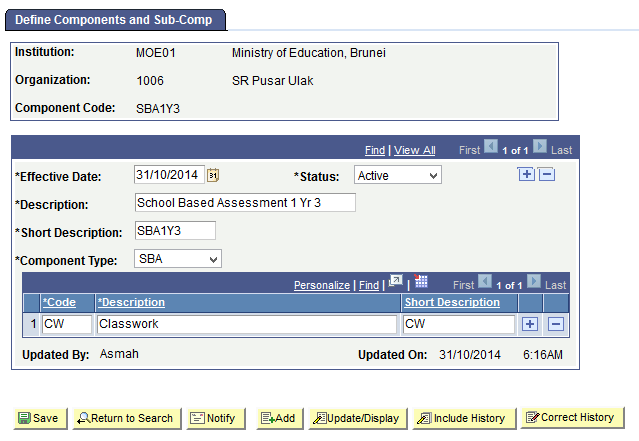 Define Components and Sub-Comp
Institution: MOE01 Ministry of Education, Brunei
Organization: 1006 SR Pusar Ulak
Component Code: SBA1Y3
Find | View All First 1 of 1 Last
*Effective Date: 31/10/2014 31 *Status: Active
*Description: School Based Assessment 1 Yr 3
*Short Description: SBA1Y3
*Component Type: SBA
Personalize | Find | | First 1 of 1 Last
*Code *Description Short Description
1 CW Classwork CW
Updated By: Asmah Updated On: 31/10/2014 6:16AM
Save Return to Search Notify Add Update/Display Include History Correct History